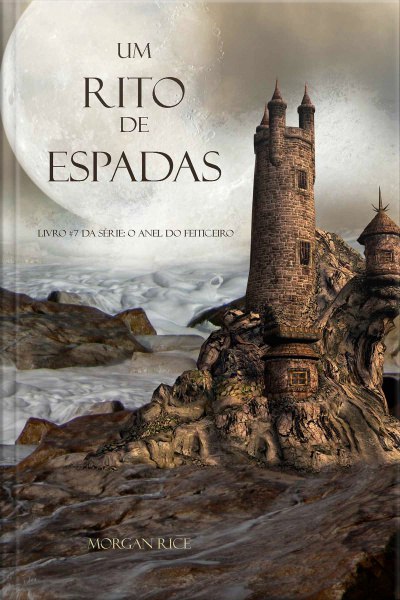 UM
RITO
DE
ESPADAS
LIVRO #7 DA SÉRIE: O ANEL DO FEITICEIRO
MORGAN RICE